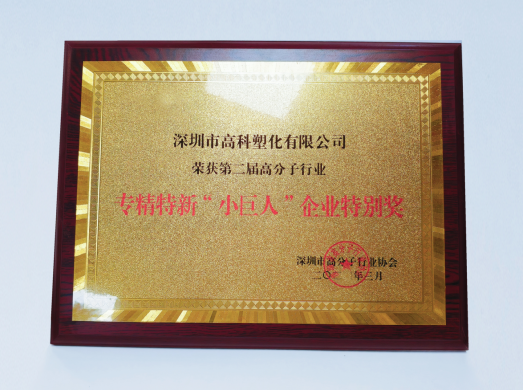 深圳市高科塑化有限公司
荣获第二届高分子行业
专精特新“小巨人”企业特别奖
深圳市高分子行业协会
二〇 年三月